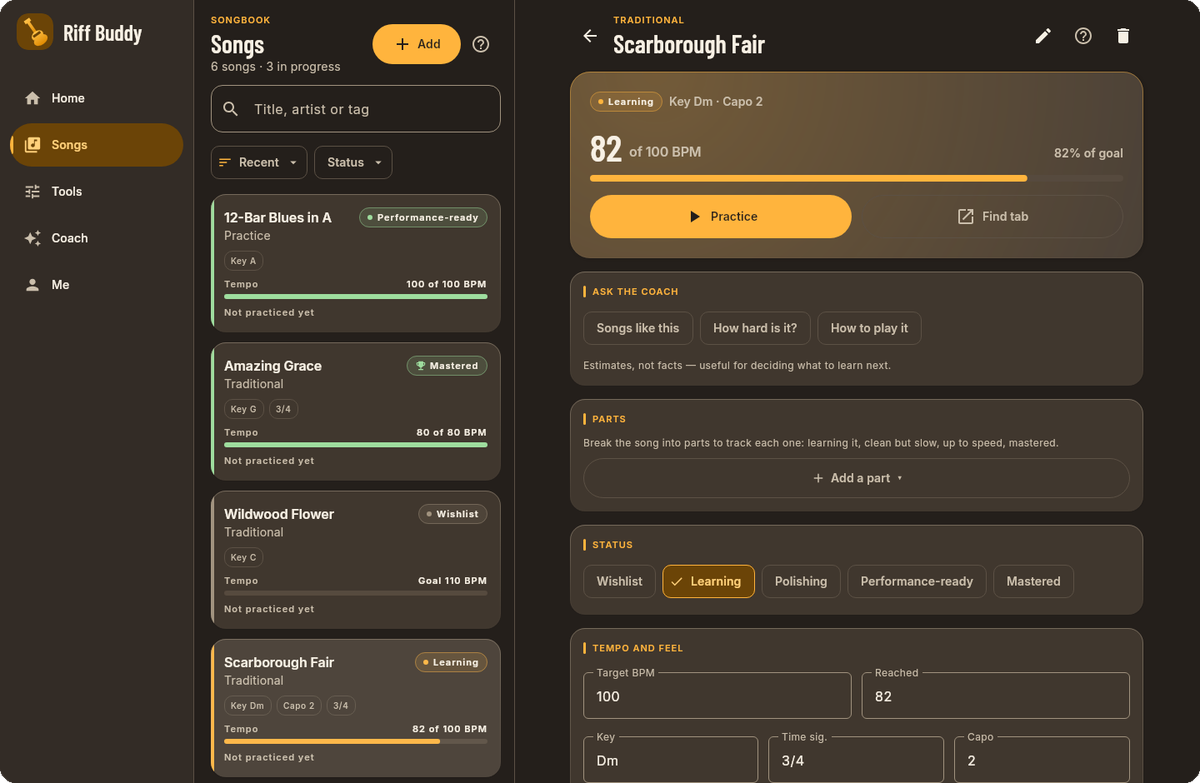 Riff Buddy
Home
Songs
Tools
Coach
Me
SONGBOOK
Songs
6 songs · 3 in progress
Add
Title, artist or tag
Recent
Status
12-Bar Blues in A
Performance-ready
Practice
Key A
Tempo
100 of 100 BPM
Not practiced yet
Amazing Grace
Mastered
Traditional
Key G
3/4
Tempo
80 of 80 BPM
Not practiced yet
Wildwood Flower
Wishlist
Traditional
Key C
Tempo
Goal 110 BPM
Not practiced yet
Scarborough Fair
Learning
Traditional
Key Dm
Capo 2
3/4
Tempo
82 of 100 BPM
Not practiced yet
TRADITIONAL
Scarborough Fair
Learning
Key Dm · Capo 2
82 of 100 BPM
82% of goal
Practice
Find tab
ASK THE COACH
Songs like this
How hard is it?
How to play it
Estimates, not facts — useful for deciding what to learn next.
PARTS
Break the song into parts to track each one: learning it, clean but slow, up to speed, mastered.
Add a part
STATUS
Wishlist
Learning
Polishing
Performance-ready
Mastered
TEMPO AND FEEL
Target BPM
100
Reached
82
Key
Dm
Time sig.
3/4
Capo
2